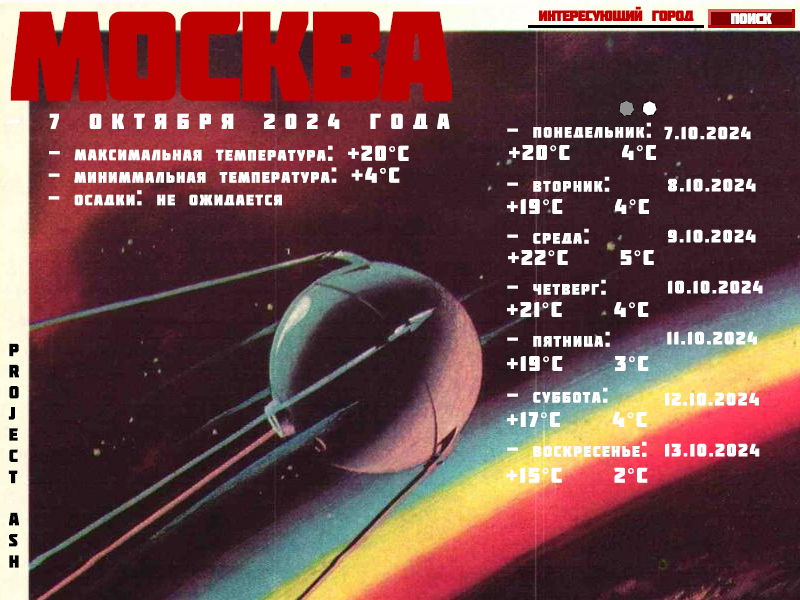 МОСКВА
ИНТЕРЕСУЮЩИЙ ГОРОД
ПОИСК
- 7 ОКТЯБРЯ 2024 ГОДА
- МАКСИМАЛЬНАЯ ТЕМПЕРАТУРА: +20°C
- МИНИММАЛЬНАЯ ТЕМПЕРАТУРА: +4°C
- ОСАДКИ: НЕ ОЖИДАЕТСЯ
- ПОНЕДЕЛЬНИК: 7.10.2024
+20°C 4°C
- ВТОРНИК: 8.10.2024
+19°C 4°C
- СРЕДА: 9.10.2024
+22°C 5°C
- ЧЕТВЕРГ: 10.10.2024
+21°C 4°C
- ПЯТНИЦА: 11.10.2024
+19°C 3°C
- СУББОТА: 12.10.2024
+17°C 4°C
- ВОСКРЕСЕНЬЕ: 13.10.2024
+15°C 2°C
PROJECT ASH